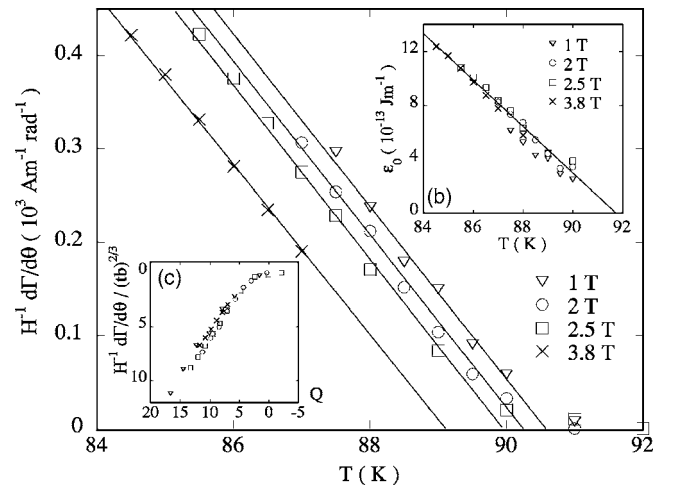 0.4
0.3
0.2
0.1
0
H⁻¹ dΓ/dθ ( 10³ Am⁻¹ rad⁻¹ )
84 86 88 90 92
T ( K )
1 T
2 T
2.5 T
3.8 T
12
8
4
0
ε₀ ( 10⁻¹³ Jm⁻¹ )
1 T
2 T
2.5 T
3.8 T
(b)
84 86 88 90 92
T ( K )
(c)
0
5
10
H⁻¹ dΓ/dθ / (tb)^2/3
20 15 10 5 0 -5
Q